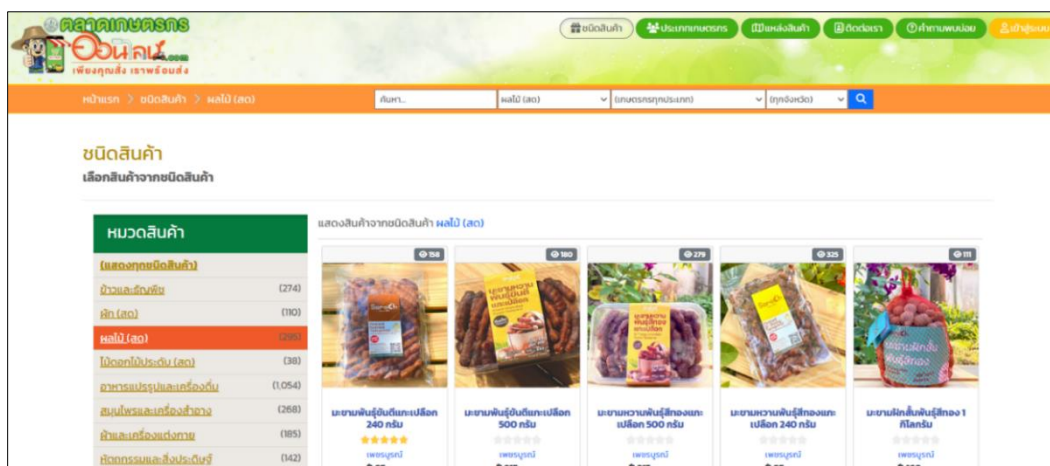 ตลาดเกษตรกร
ออนไลน์.com
เพียงคุณสั่ง เราพร้อมส่ง
ชนิดสินค้า
ประเภทเกษตรกร
แหล่งสินค้า
ติดต่อเรา
คำถามพบบ่อย
เข้าสู่ระบบ
หน้าแรก > ชนิดสินค้า > ผลไม้ (สด)
ค้นหา...
ผลไม้ (สด)
(เกษตรกรทุกประเภท)
(ทุกจังหวัด)
ชนิดสินค้า
เลือกสินค้าจากชนิดสินค้า
หมวดสินค้า
(แสดงทุกชนิดสินค้า)
ข้าวและธัญพืช (274)
ผัก (สด) (110)
ผลไม้ (สด) (295)
ไม้ดอกไม้ประดับ (สด) (38)
อาหารแปรรูปและเครื่องดื่ม (1,054)
สมุนไพรและเครื่องสำอาง (268)
ผ้าและเครื่องแต่งกาย (185)
หัตถกรรมและสิ่งประดิษฐ์ (142)
แสดงสินค้าจากชนิดสินค้า ผลไม้ (สด)
158
180
279
325
111
มะขามพันธุ์ขันตีแกะเปลือก
240 กรัม
เพชรบูรณ์
มะขามพันธุ์ขันตีแกะเปลือก
500 กรัม
เพชรบูรณ์
มะขามหวานพันธุ์สีทองแกะ
เปลือก 500 กรัม
เพชรบูรณ์
มะขามหวานพันธุ์สีทองแกะ
เปลือก 240 กรัม
เพชรบูรณ์
มะขามฝักสั้นพันธุ์สีทอง 1
กิโลกรัม
เพชรบูรณ์